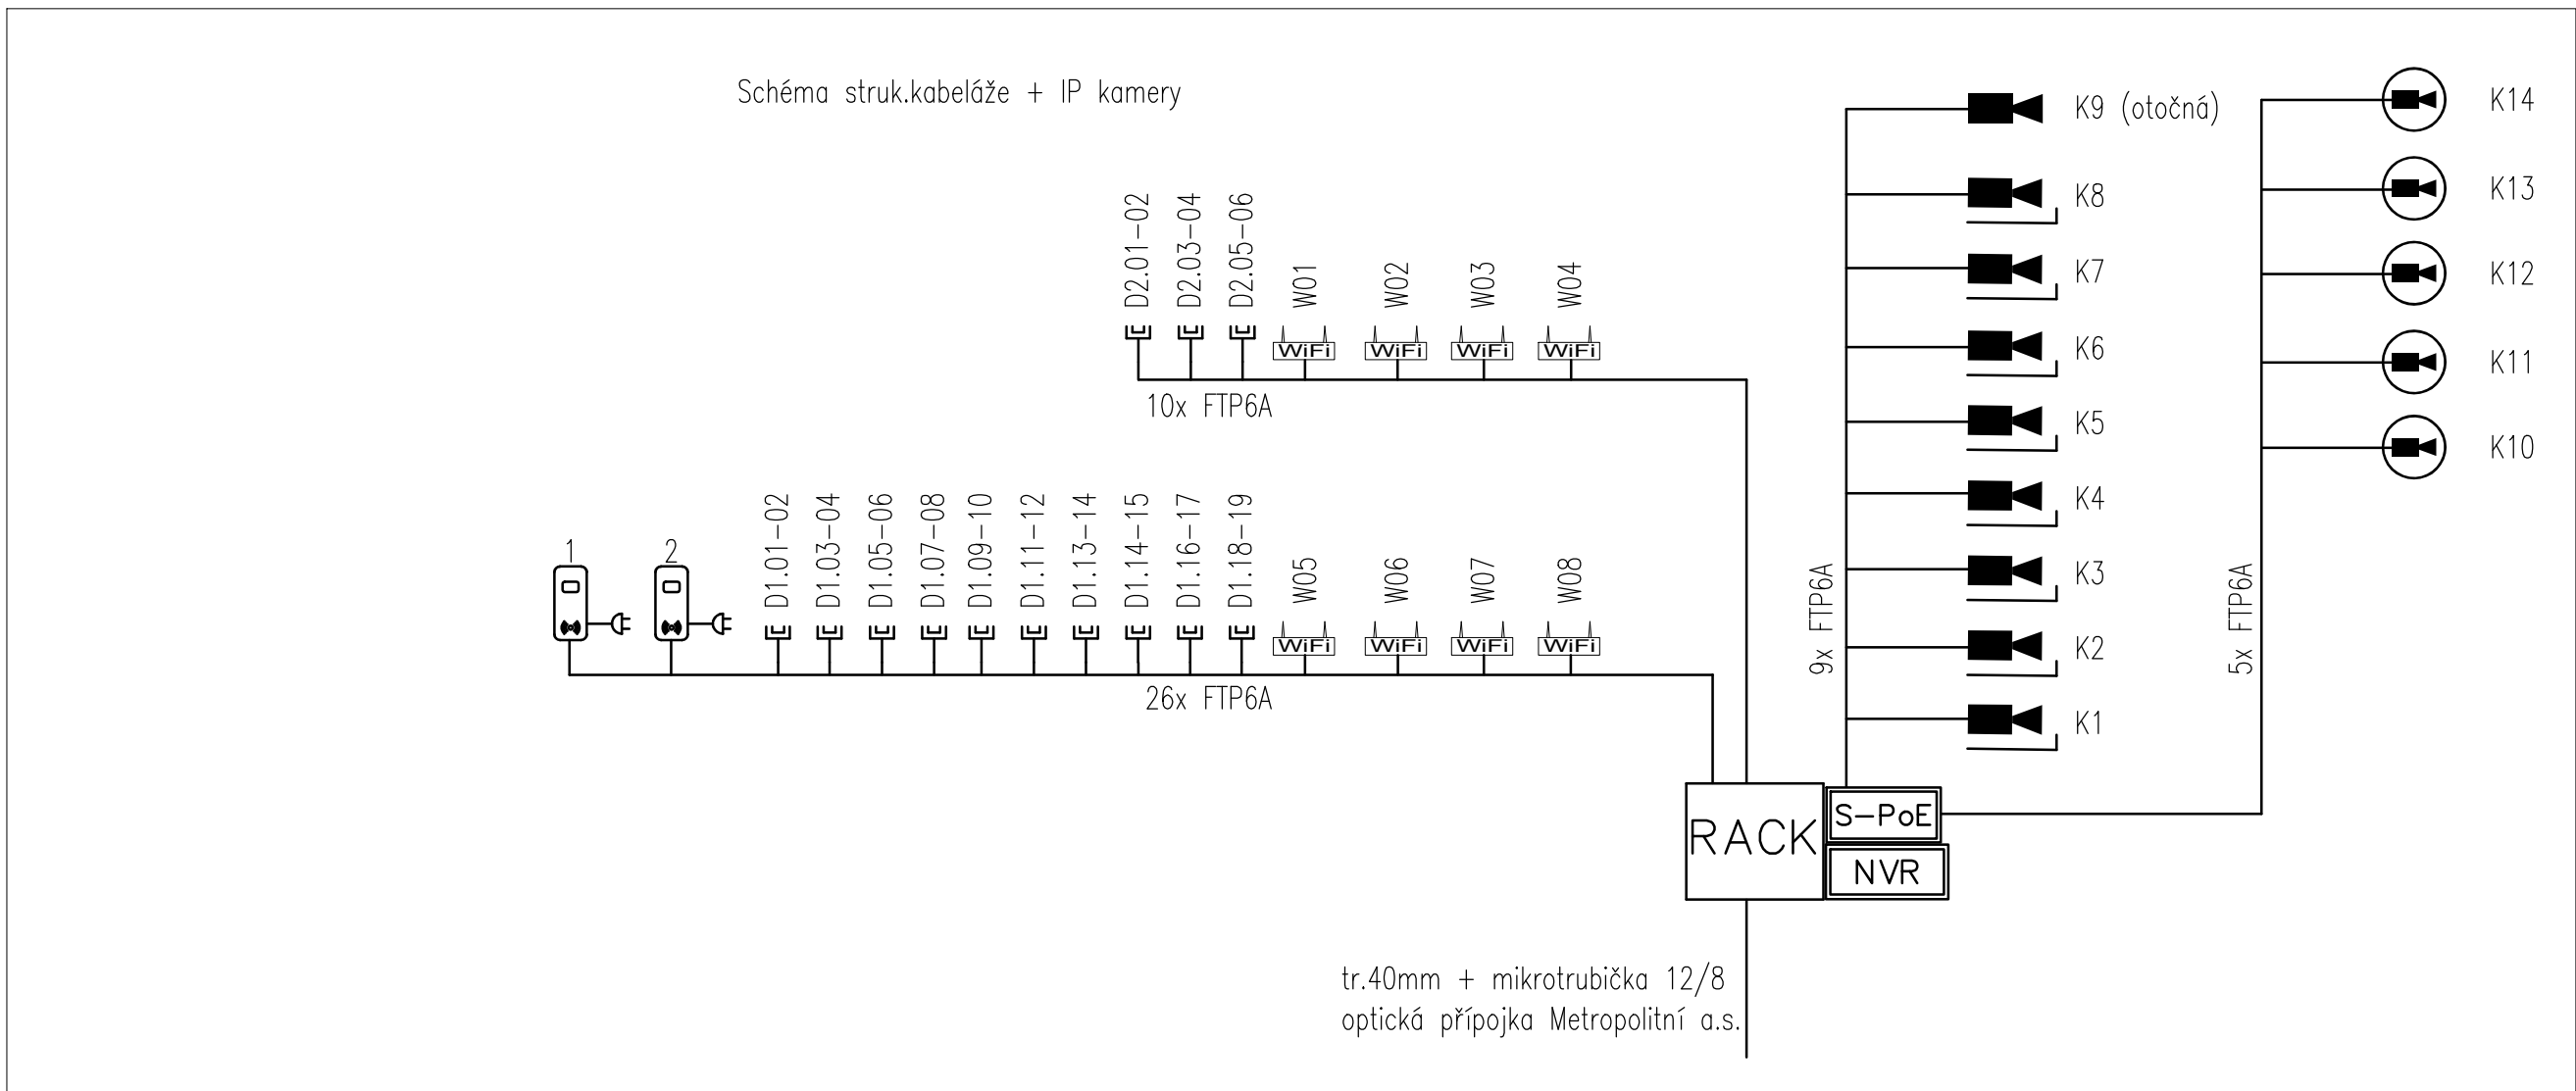 Schéma struk.kabeláže + IP kamery
K9 (otočná)
K8
K7
K6
K5
K4
K3
K2
K1
9x FTP6A
K14
K13
K12
K11
K10
5x FTP6A
D2.01-02
D2.03-04
D2.05-06
W01
W02
W03
W04
WiFi
WiFi
WiFi
WiFi
10x FTP6A
1
2
D1.01-02
D1.03-04
D1.05-06
D1.07-08
D1.09-10
D1.11-12
D1.13-14
D1.14-15
D1.16-17
D1.18-19
W05
W06
W07
W08
WiFi
WiFi
WiFi
WiFi
26x FTP6A
RACK
S-PoE
NVR
tr.40mm + mikrotrubička 12/8
optická přípojka Metropolitní a.s.